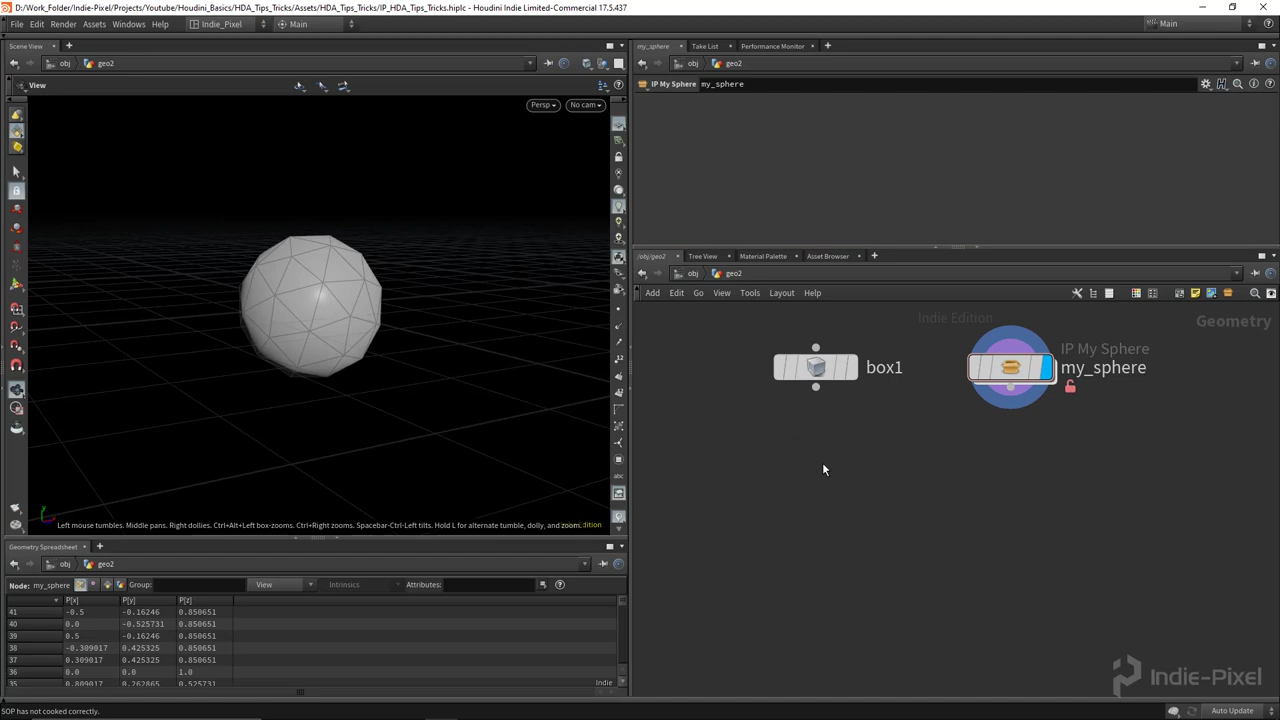 D:/Work_Folder/Indie-Pixel/Projects/Youtube/Houdini_Basics/HDA_Tips_Tricks/Assets/HDA_Tips_Tricks/IP_HDA_Tips_Tricks.hiplc - Houdini Indie Limited-Commercial 17.5.437
File Edit Render Assets Windows Help Indie_Pixel Main Main
Scene View my_sphere Take List Performance Monitor
obj geo2 obj geo2
View IP My Sphere my_sphere
Persp No cam
/obj/geo2 Tree View Material Palette Asset Browser
obj geo2
Add Edit Go View Tools Layout Help
Indie Edition Geometry
IP My Sphere
box1 my_sphere
Left mouse tumbles. Middle pans. Right dollies. Ctrl+Alt+Left box-zooms. Ctrl+Right zooms. Spacebar-Ctrl-Left tilts. Hold L for alternate tumble, dolly, and zoom.
Geometry Spreadsheet
obj geo2
Node: my_sphere Group: View Intrinsics Attributes:
P[x] P[y] P[z]
41 -0.5 -0.16246 0.850651
40 0.0 -0.525731 0.850651
39 0.5 -0.16246 0.850651
38 -0.309017 0.425325 0.850651
37 0.309017 0.425325 0.850651
36 0.0 0.0 1.0
35 0.809017 0.262865 0.525731
Indie
Indie-Pixel
SOP has not cooked correctly. Auto Update